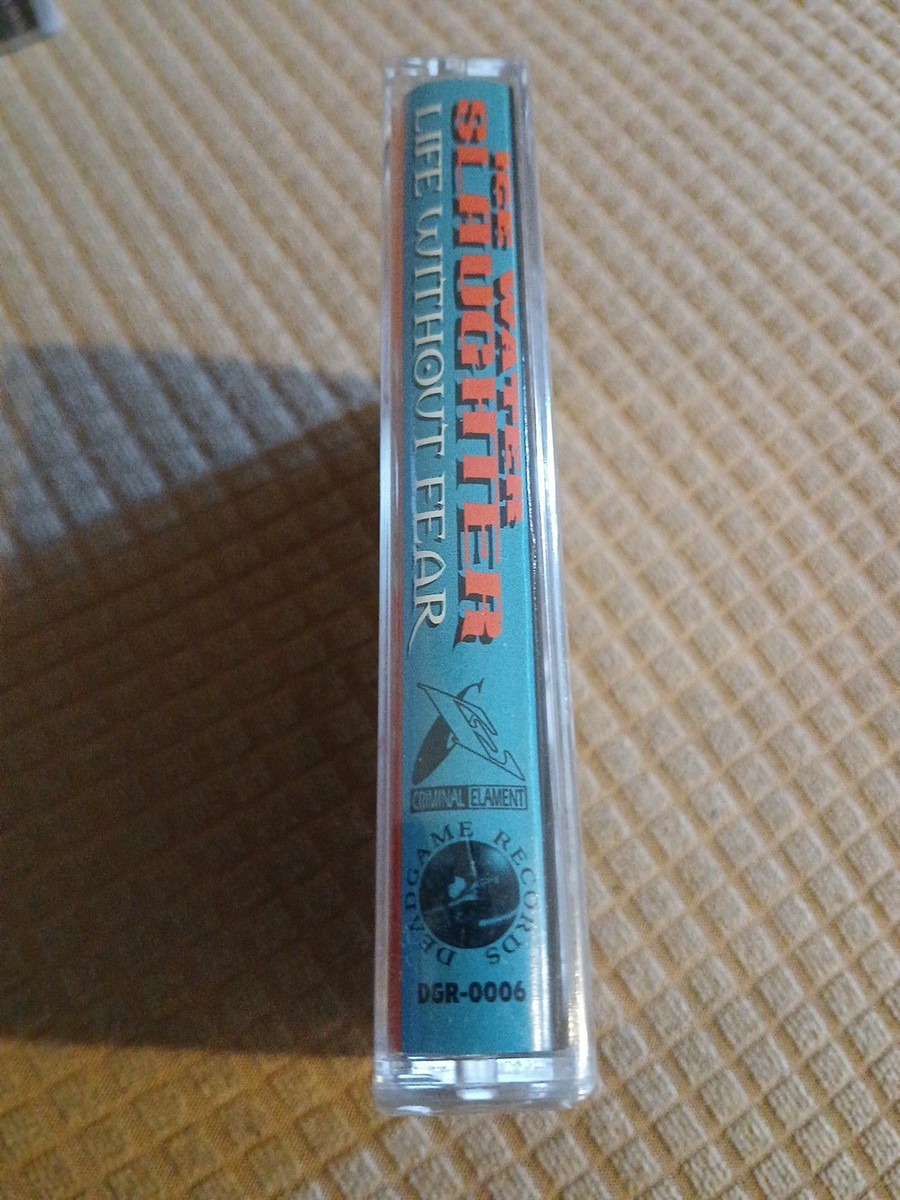 ICE WATER
SLAUGHTER
LIFE WITHOUT FEAR
CRIMINAL ELAMENT
DEADGAME RECORDS
DGR-0006